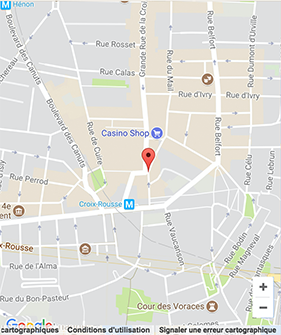 M Hénon
Grande Rue de la Croix
Rue Dumont d'Urville
Rue Belfort
Rue Rosset
Rue du Mail
Rue Calas
Boulevard des Canuts
Rue d'Ivry
Rue d'Ivry
Casino Shop
Rue de Cuire
Boulevard des Canuts
Rue Belfort
Rue Lebrun
Rue Perrod
Rue Célu
Croix-Rousse M
Rue Vaucanson
Rue Bodin
Rue Magneval
-Rousse
Rue de l'Alma
Rue du Bon-Pasteur
Cour des Voraces
+
−
Google
cartographiques Conditions d'utilisation Signaler une erreur cartographique